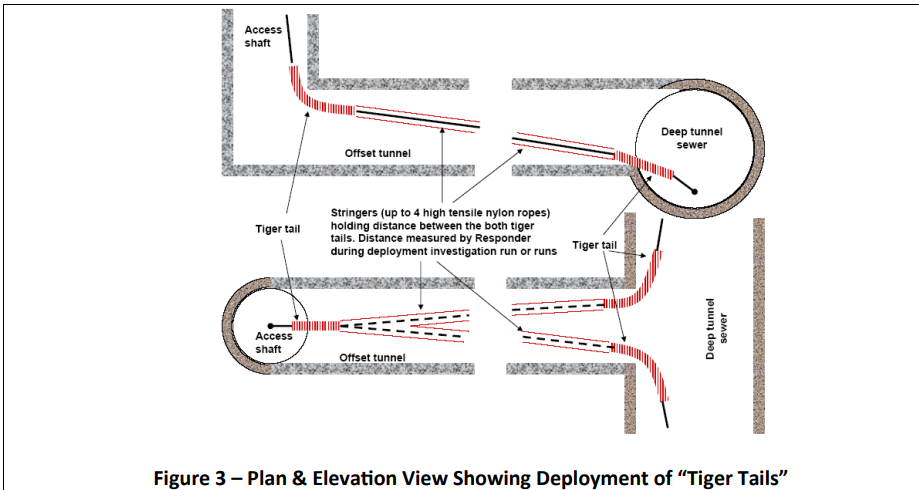 Access
shaft
Deep tunnel
sewer
Offset tunnel
Stringers (up to 4 high tensile nylon ropes)
holding distance between the both tiger
tails. Distance measured by Responder
during deployment investigation run or runs
Tiger tail
Tiger tail
Access
shaft
Offset tunnel
Deep tunnel
sewer
Figure 3 – Plan & Elevation View Showing Deployment of “Tiger Tails”